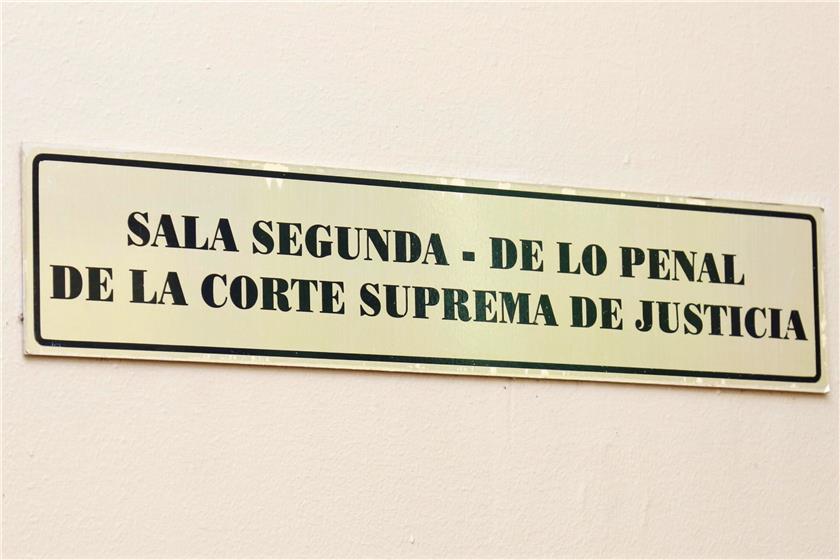 SALA SEGUNDA - DE LO PENAL
DE LA CORTE SUPREMA DE JUSTICIA